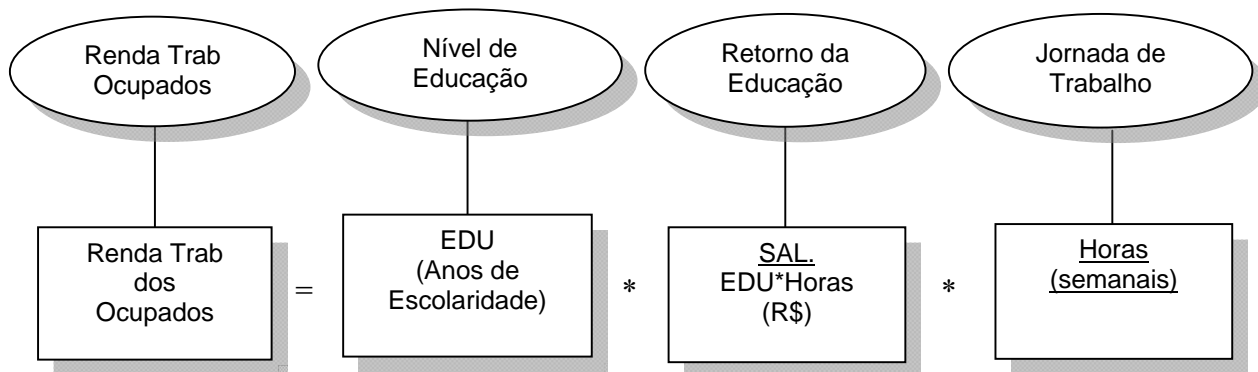 Renda Trab
Ocupados
Nível de
Educação
Retorno da
Educação
Jornada de
Trabalho
Renda Trab
dos
Ocupados
=
EDU
(Anos de
Escolaridade)
*
SAL.
EDU*Horas
(R$)
*
Horas
(semanais)